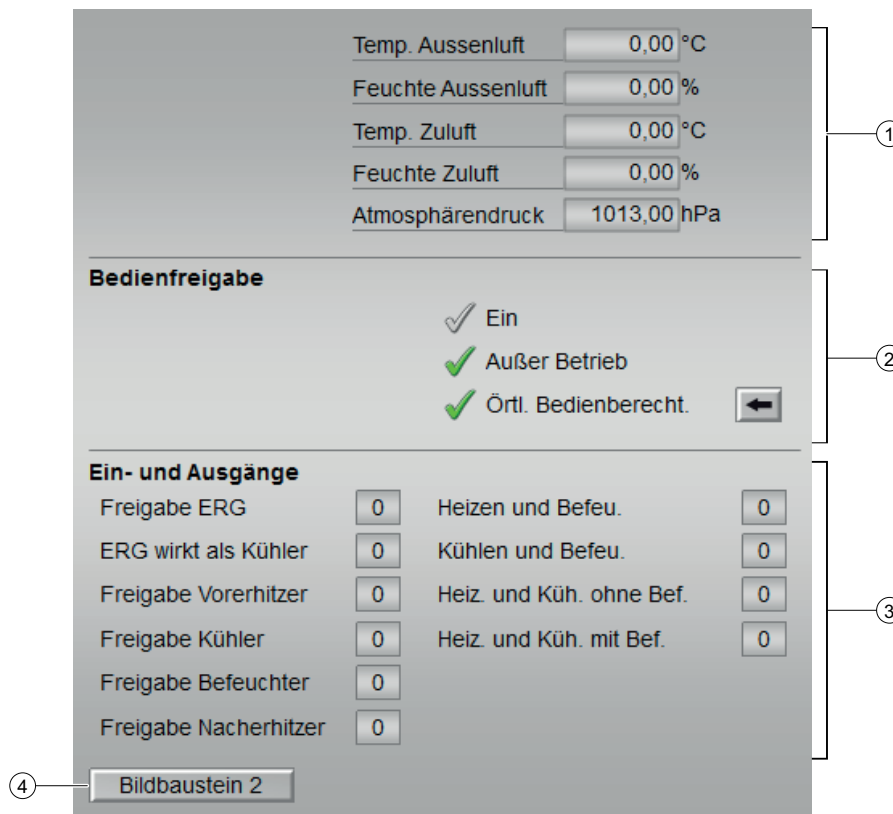 Temp. Aussenluft 0,00 °C
Feuchte Aussenluft 0,00 %
Temp. Zuluft 0,00 °C
Feuchte Zuluft 0,00 %
Atmosphärendruck 1013,00 hPa
1
Bedienfreigabe
Ein
Außer Betrieb
Örtl. Bedienberecht.
2
Ein- und Ausgänge
Freigabe ERG 0 Heizen und Befeu. 0
ERG wirkt als Kühler 0 Kühlen und Befeu. 0
Freigabe Vorerhitzer 0 Heiz. und Küh. ohne Bef. 0
Freigabe Kühler 0 Heiz. und Küh. mit Bef. 0
Freigabe Befeuchter 0
Freigabe Nacherhitzer 0
3
4 Bildbaustein 2